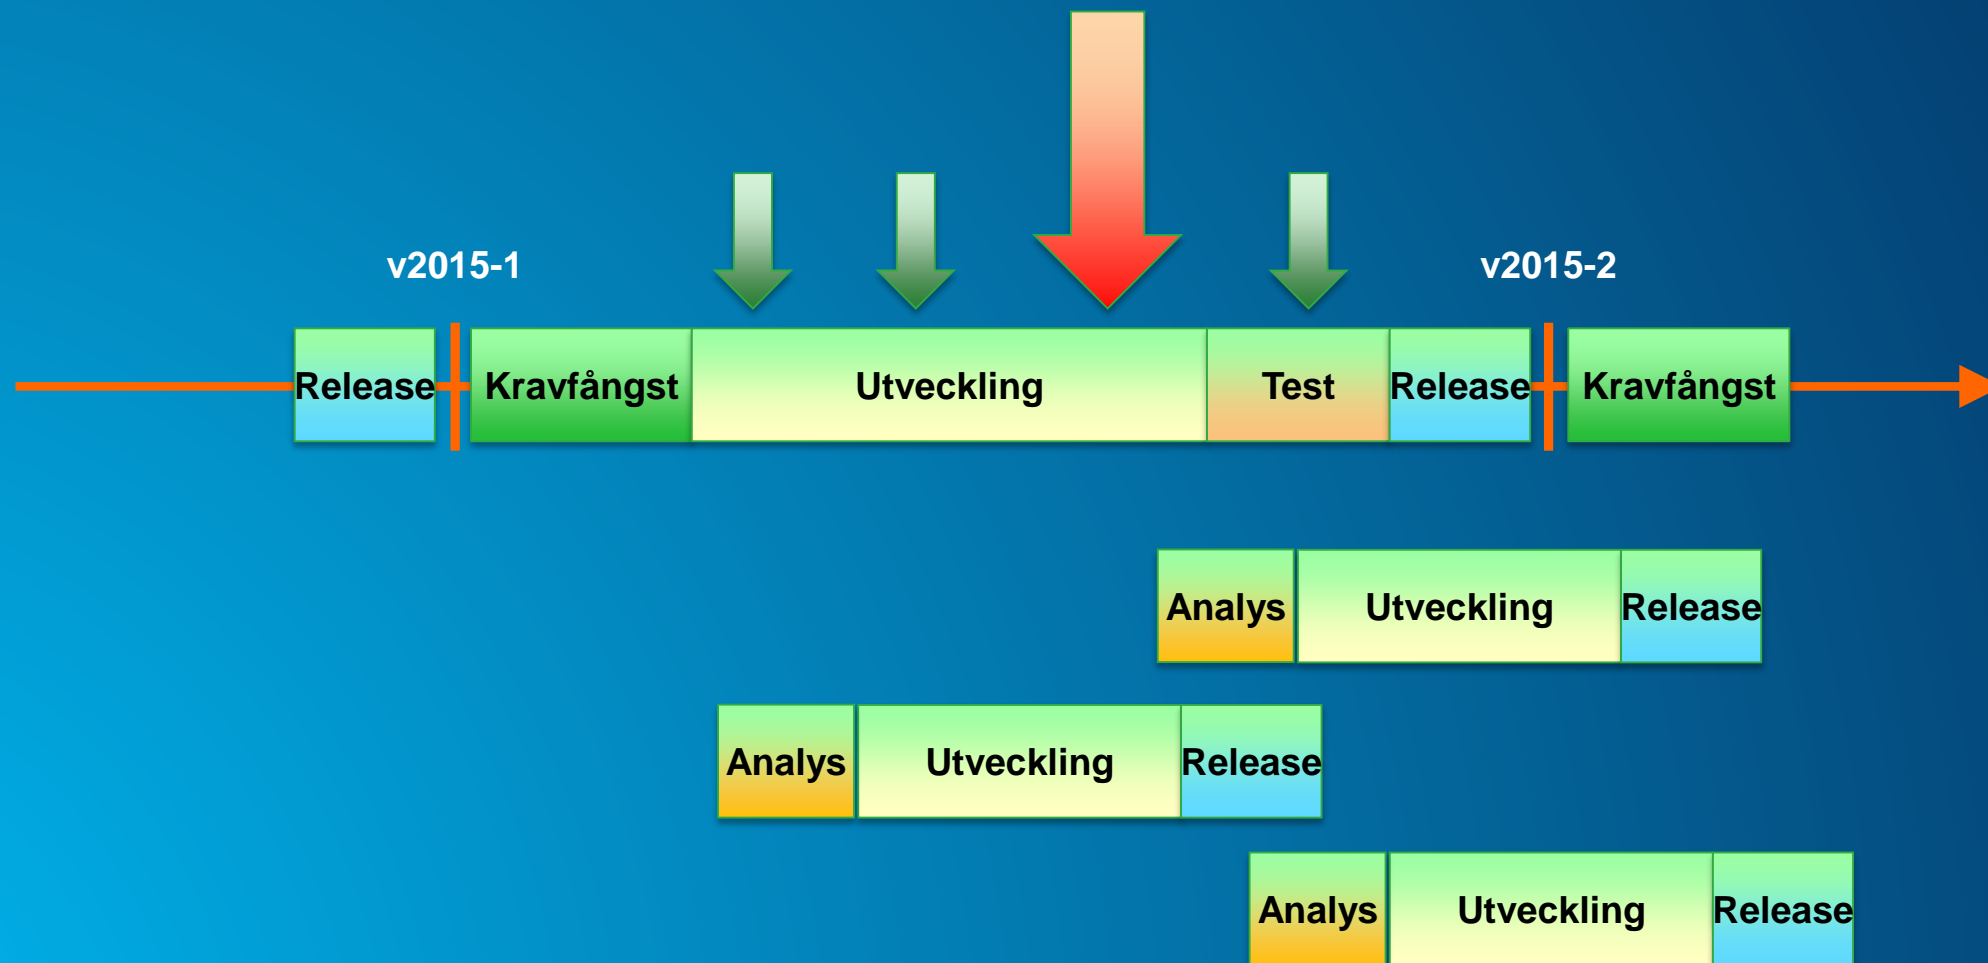 v2015-1
v2015-2
Release
Kravfångst
Utveckling
Test
Release
Kravfångst
Analys
Utveckling
Release
Analys
Utveckling
Release
Analys
Utveckling
Release